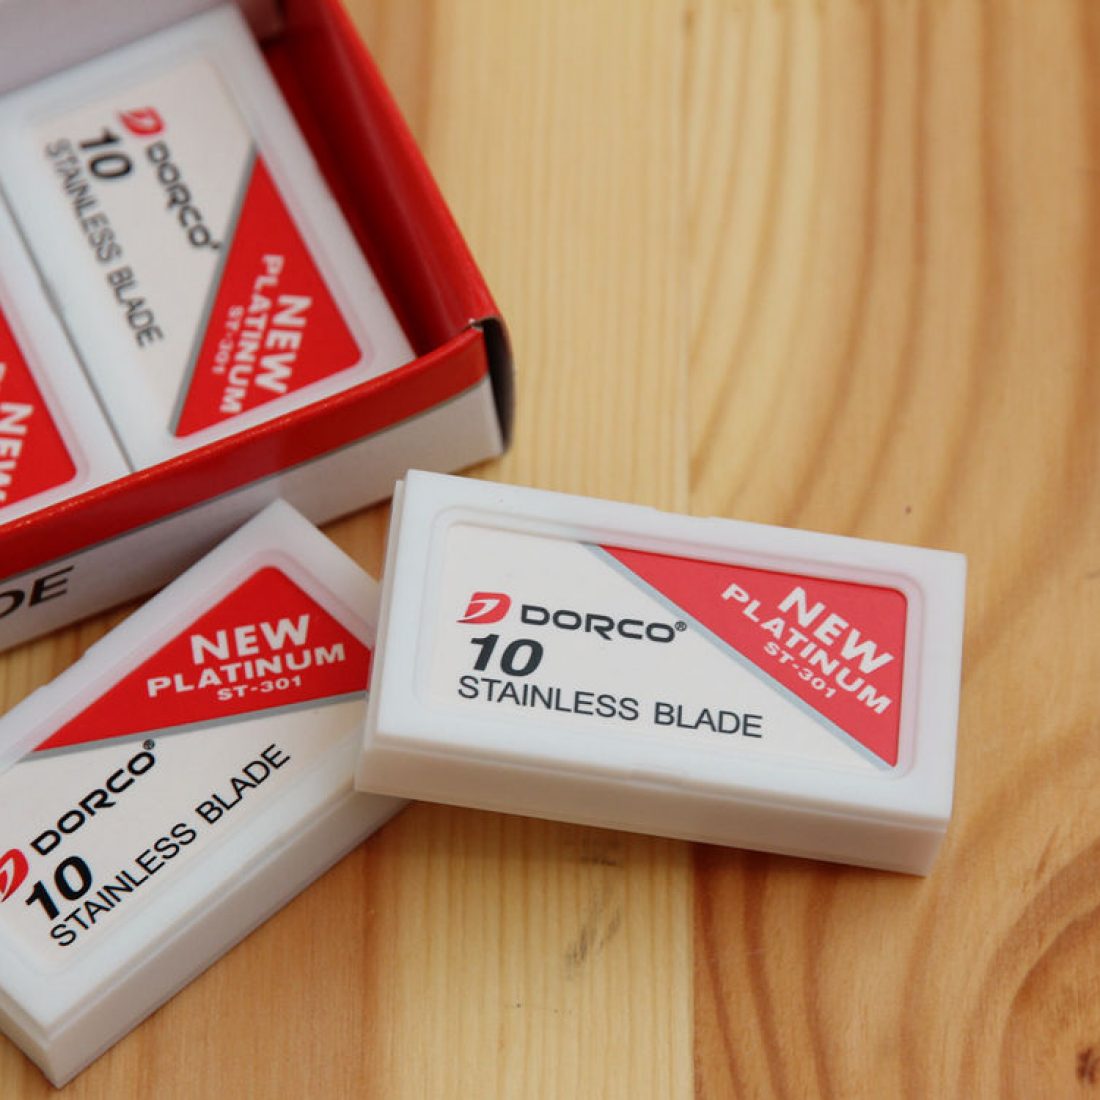 DORCO®
10
STAINLESS BLADE
NEW
PLATINUM
ST-301
NEW
DE
NEW
PLATINUM
ST-301
DORCO®
10
STAINLESS BLADE
DORCO®
10
STAINLESS BLADE
NEW
PLATINUM
ST-301